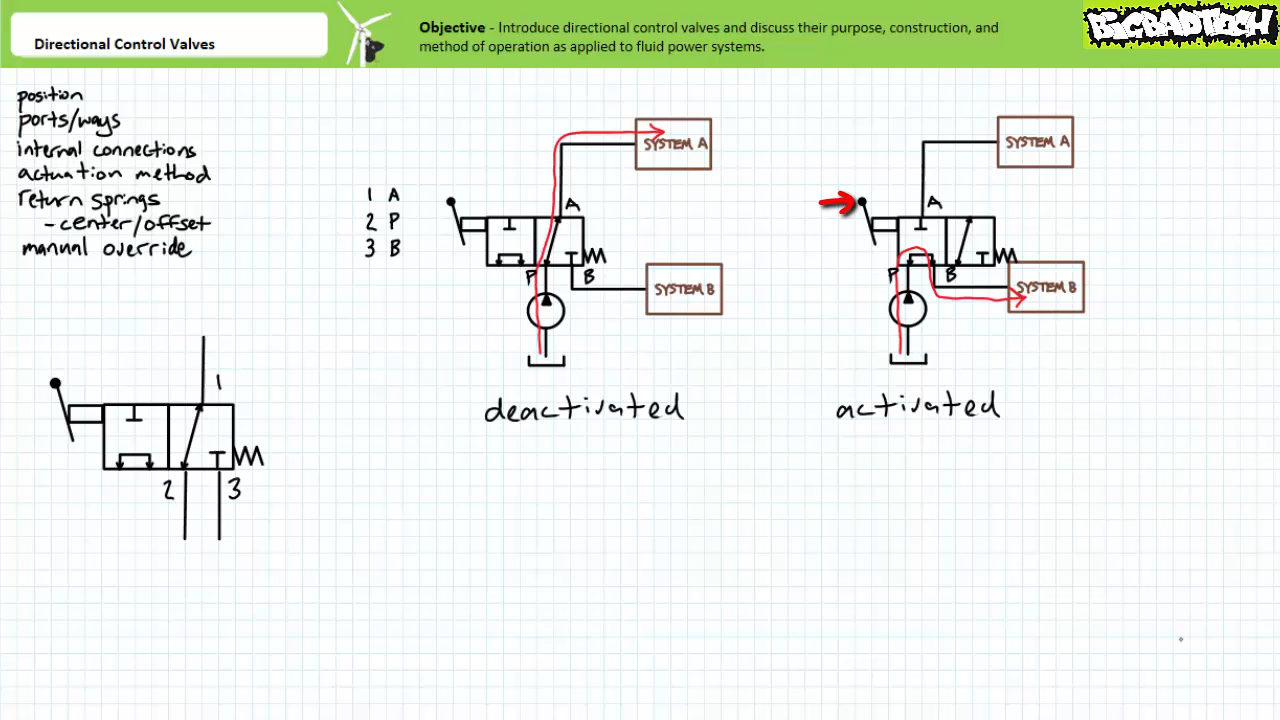 Directional Control Valves
Objective - Introduce directional control valves and discuss their purpose, construction, and
method of operation as applied to fluid power systems.
BIGBADTECH
position
ports/ways
internal connections
actuation method
return springs
- center/offset
manual override
1 A
2 P
3 B
1
2
3
SYSTEM A
A
P
B
SYSTEM B
deactivated
SYSTEM A
A
P
B
SYSTEM B
activated